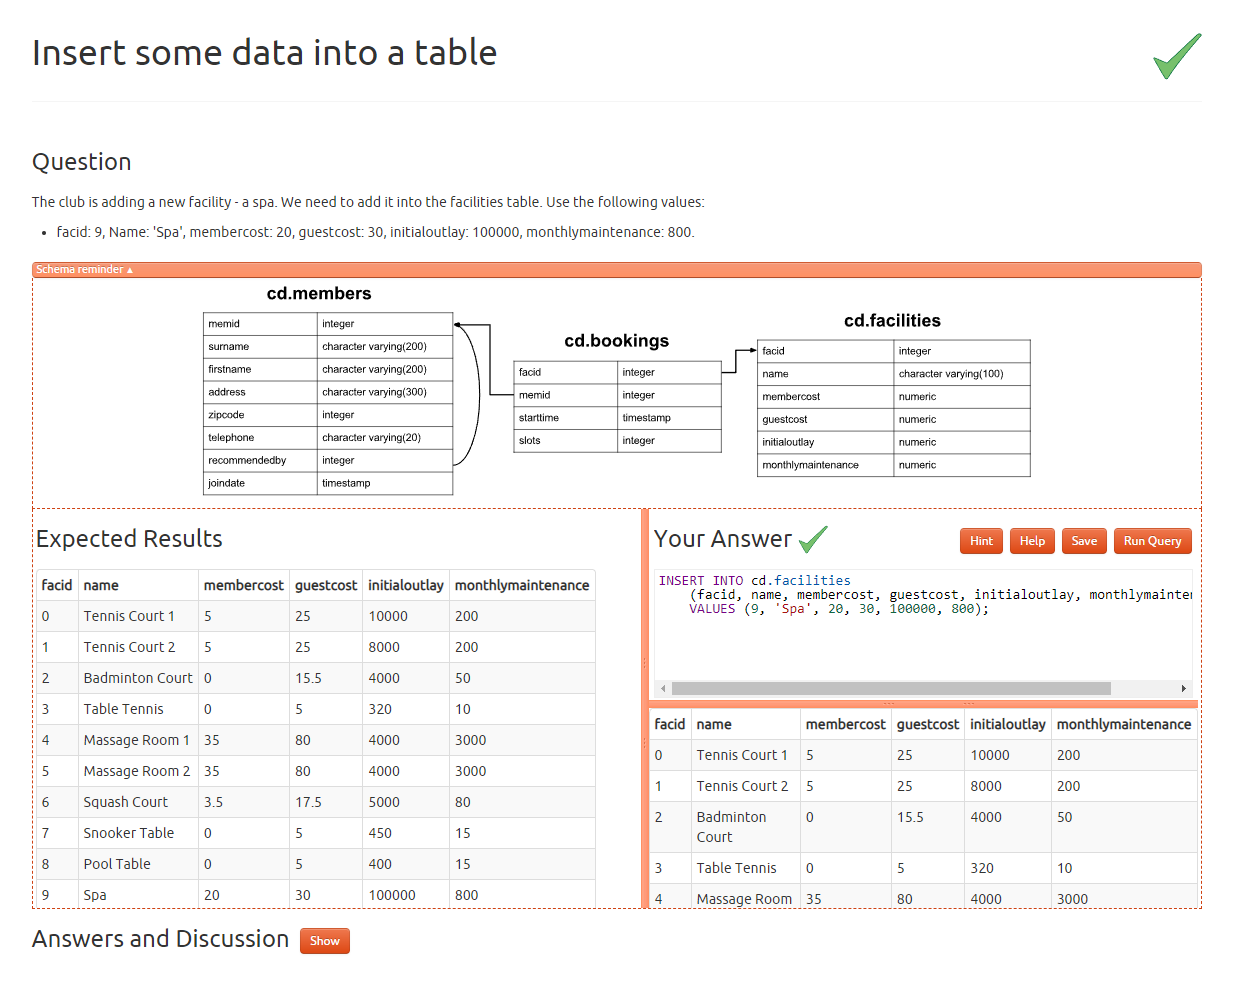 Insert some data into a table
Question
The club is adding a new facility - a spa. We need to add it into the facilities table. Use the following values:
• facid: 9, Name: 'Spa', membercost: 20, guestcost: 30, initialoutlay: 100000, monthlymaintenance: 800.
Schema reminder ▴
cd.members
memid integer
surname character varying(200)
firstname character varying(200)
address character varying(300)
zipcode integer
telephone character varying(20)
recommendedby integer
joindate timestamp
cd.bookings
facid integer
memid integer
starttime timestamp
slots integer
cd.facilities
facid integer
name character varying(100)
membercost numeric
guestcost numeric
initialoutlay numeric
monthlymaintenance numeric
Expected Results
facid name membercost guestcost initialoutlay monthlymaintenance
0 Tennis Court 1 5 25 10000 200
1 Tennis Court 2 5 25 8000 200
2 Badminton Court 0 15.5 4000 50
3 Table Tennis 0 5 320 10
4 Massage Room 1 35 80 4000 3000
5 Massage Room 2 35 80 4000 3000
6 Squash Court 3.5 17.5 5000 80
7 Snooker Table 0 5 450 15
8 Pool Table 0 5 400 15
9 Spa 20 30 100000 800
Your Answer
Hint Help Save Run Query
INSERT INTO cd.facilities
(facid, name, membercost, guestcost, initialoutlay, monthlymainten
VALUES (9, 'Spa', 20, 30, 100000, 800);
facid name membercost guestcost initialoutlay monthlymaintenance
0 Tennis Court 1 5 25 10000 200
1 Tennis Court 2 5 25 8000 200
2 Badminton Court 0 15.5 4000 50
3 Table Tennis 0 5 320 10
4 Massage Room 35 80 4000 3000
Answers and Discussion Show